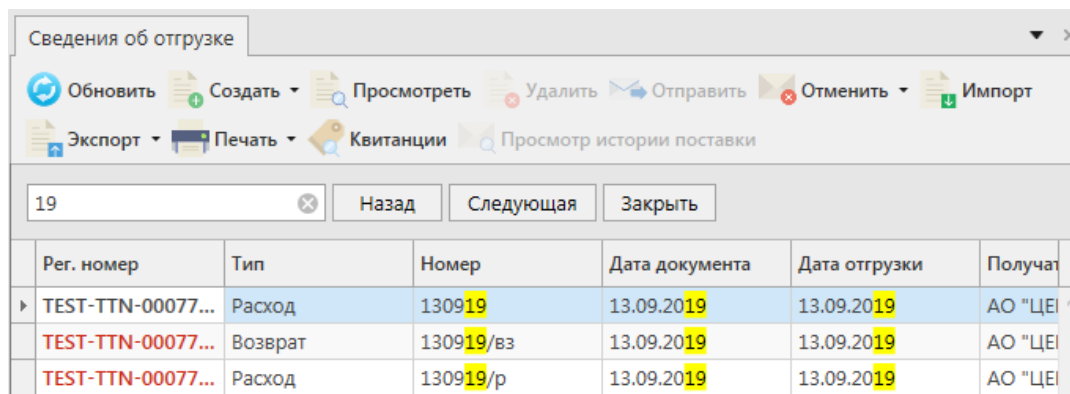 Сведения об отгрузке
Обновить Создать Просмотреть Удалить Отправить Отменить Импорт
Экспорт Печать Квитанции Просмотр истории поставки
19 Назад Следующая Закрыть
Рег. номер Тип Номер Дата документа Дата отгрузки Получат
TEST-TTN-00077... Расход 130919 13.09.2019 13.09.2019 АО "ЦЕ
TEST-TTN-00077... Возврат 130919/вз 13.09.2019 13.09.2019 АО "ЦЕ
TEST-TTN-00077... Расход 130919/р 13.09.2019 13.09.2019 АО "ЦЕ